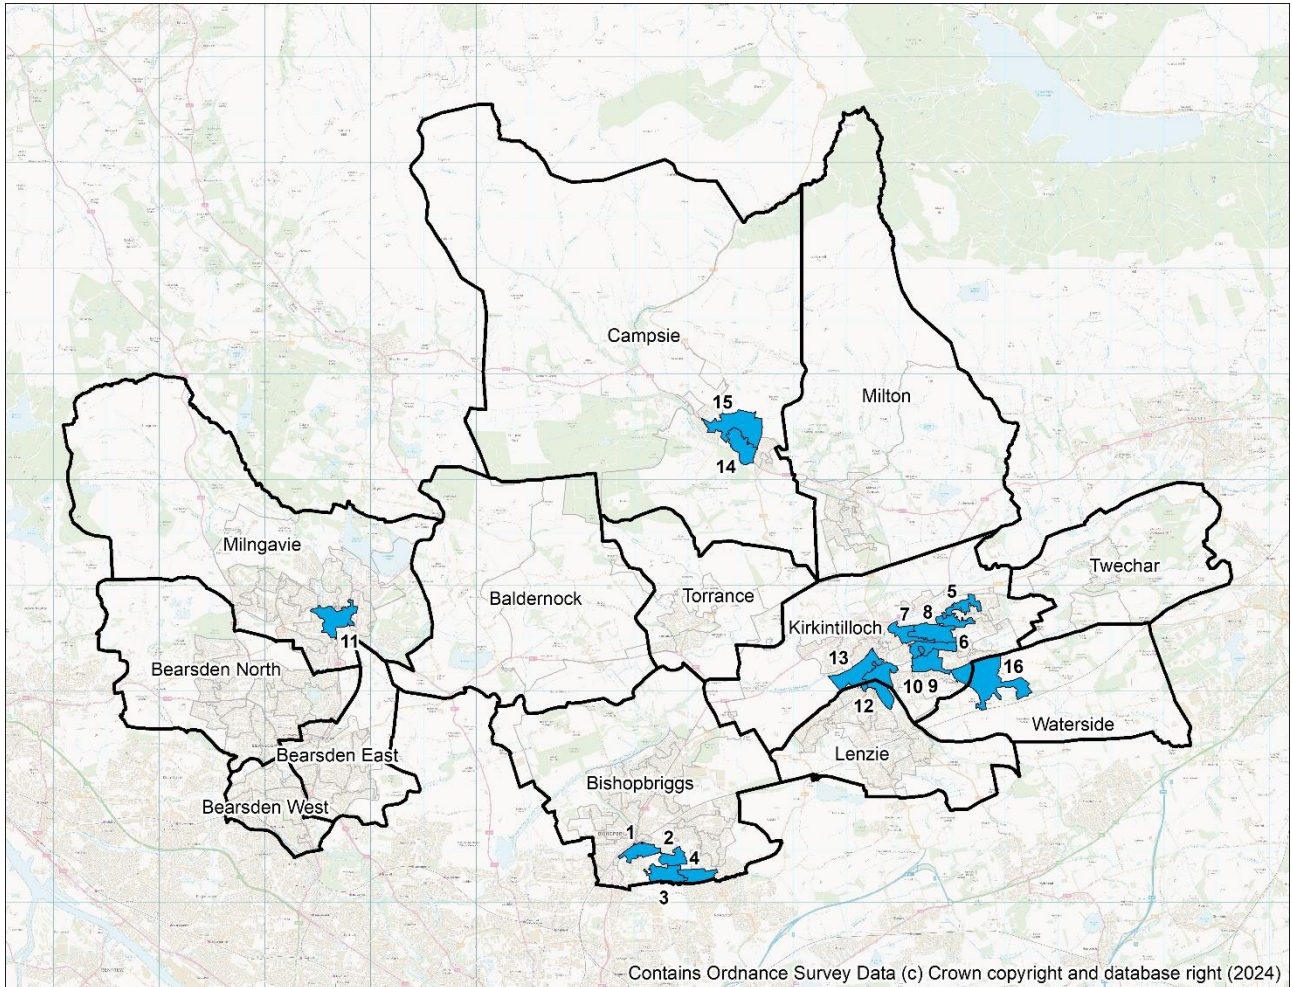 Campsie
Milton
15
14
Milngavie
Twechar
Baldernock
Torrance
5
7 8
Kirkintilloch
6
11
Bearsden North
13
16
10 9
12
Waterside
Bearsden East
Lenzie
Bishopbriggs
Bearsden West
1 2
4
3
Contains Ordnance Survey Data (c) Crown copyright and database right (2024)